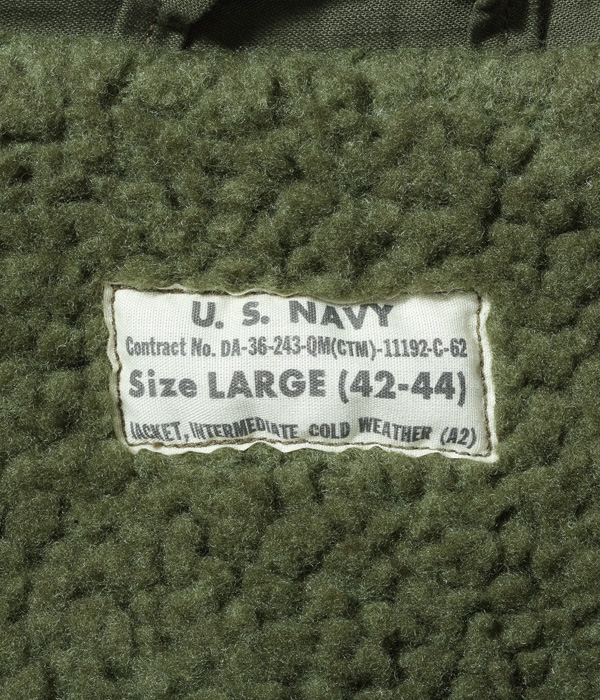 U. S. NAVY
Contract No. DA-36-243-QM(CTM)-11192-C-62
Size LARGE (42-44)
JACKET, INTERMEDIATE COLD WEATHER (A2)